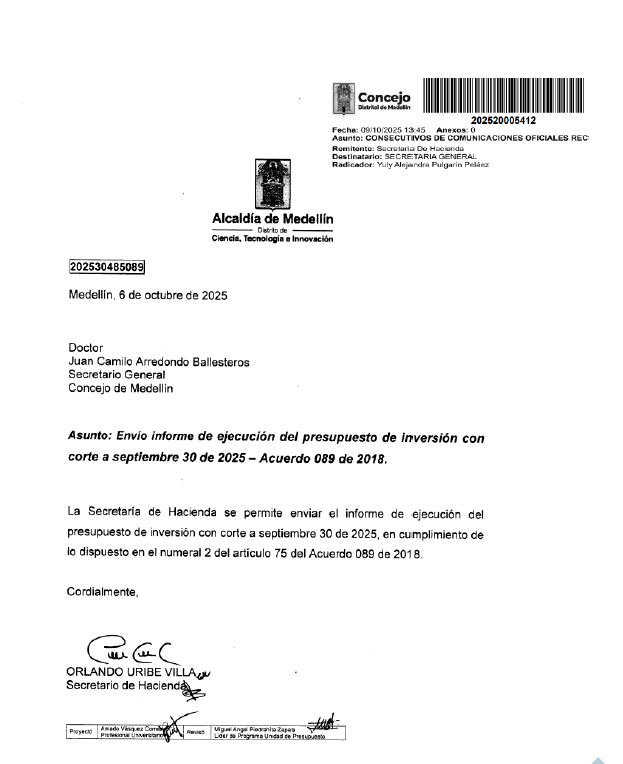 Concejo
Distrital de Medellín
202520005412
Fecha: 09/10/2025 13:45 Anexos: 0
Asunto: CONSECUTIVOS DE COMUNICACIONES OFICIALES REC
Remitente: Secretaria De Hacienda
Destinatario: SECRETARIA GENERAL
Radicador: Yuly Alejandra Pulgarin Peláez
Alcaldía de Medellín
Distrito de
Ciencia, Tecnología e Innovación
202530485089
Medellín, 6 de octubre de 2025
Doctor
Juan Camilo Arredondo Ballesteros
Secretario General
Concejo de Medellín
Asunto: Envío informe de ejecución del presupuesto de inversión con
corte a septiembre 30 de 2025 – Acuerdo 089 de 2018.
La Secretaría de Hacienda se permite enviar el informe de ejecución del
presupuesto de inversión con corte a septiembre 30 de 2025, en cumplimiento de
lo dispuesto en el numeral 2 del artículo 75 del Acuerdo 089 de 2018.
Cordialmente,
ORLANDO URIBE VILLA
Secretario de Hacienda
Proyectó Amado Vásquez Revisó Miguel Angel Piedrahita Zapata
Profesional Universitario Líder de Programa Unidad de Presupuesto